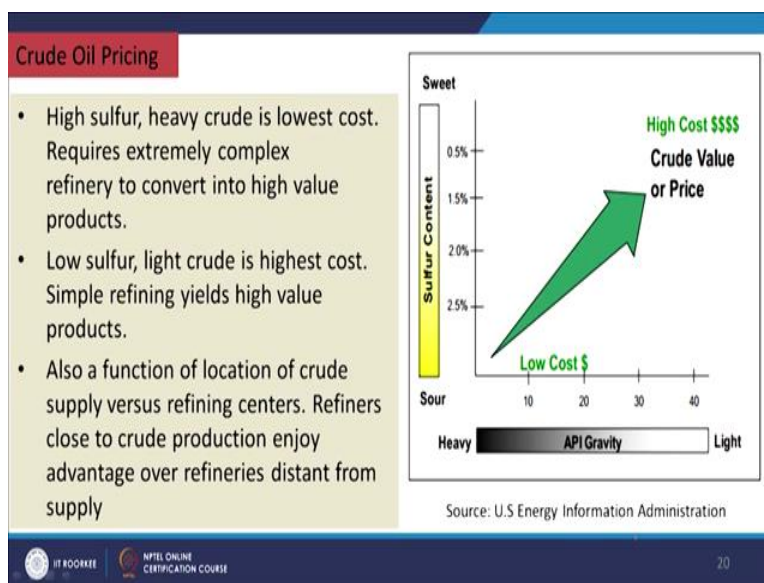 Crude Oil Pricing
• High sulfur, heavy crude is lowest cost.
Requires extremely complex
refinery to convert into high value
products.
• Low sulfur, light crude is highest cost.
Simple refining yields high value
products.
• Also a function of location of crude
supply versus refining centers. Refiners
close to crude production enjoy
advantage over refineries distant from
supply
Sweet
High Cost $$$$
Crude Value
or Price
0.5%
1.5%
2.0%
2.5%
Sulfur Content
Low Cost $
Sour
10 20 30 40
Heavy API Gravity Light
Source: U.S Energy Information Administration
IIT ROORKEE
NPTEL ONLINE
CERTIFICATION COURSE
20